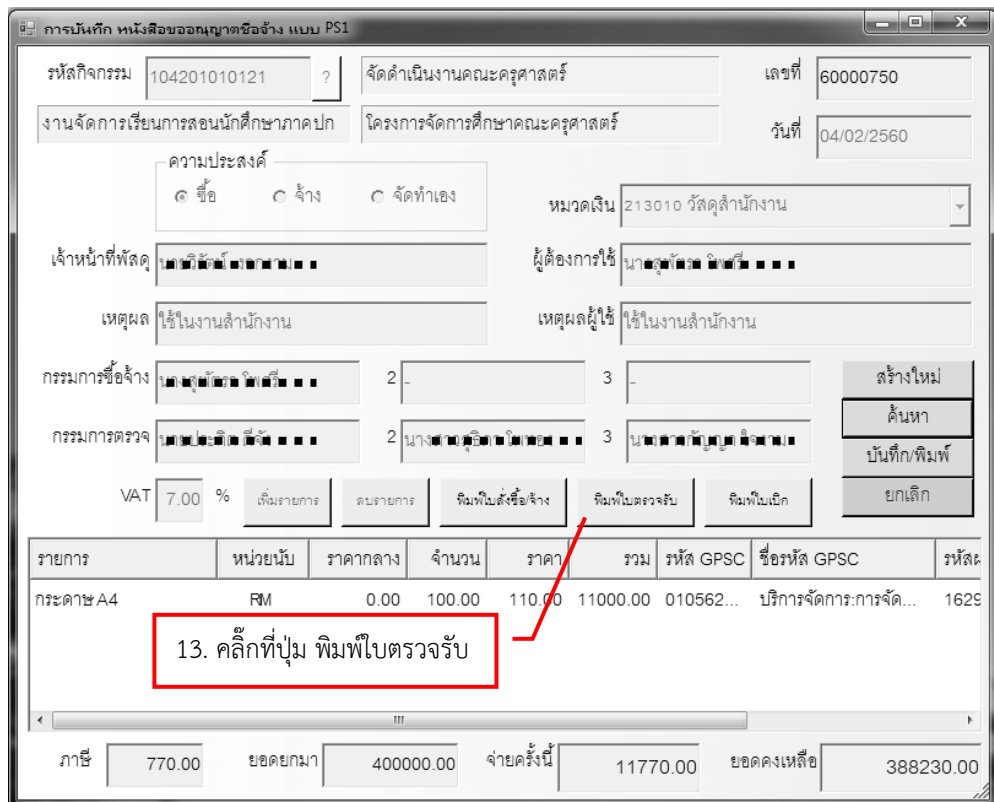 การบันทึก หนังสือขออนุญาตซื้อจ้าง แบบ PS1
รหัสกิจกรรม 104201010121 ? จัดดำเนินงานคณะครุศาสตร์ เลขที่ 60000750
งานจัดการเรียนการสอนนักศึกษาภาคปก โครงการจัดการศึกษาคณะครุศาสตร์ วันที่ 04/02/2560
ความประสงค์
ซื้อ จ้าง จัดทำเอง หมวดเงิน 213010 วัสดุสำนักงาน
เจ้าหน้าที่พัสดุ ผู้ต้องการใช้
เหตุผล ใช้ในงานสำนักงาน เหตุผลผู้ใช้ ใช้ในงานสำนักงาน
กรรมการซื้อจ้าง 2 - 3 - สร้างใหม่
ค้นหา
กรรมการตรวจ 2 3 บันทึก/พิมพ์
VAT 7.00 % เพิ่มรายการ ลบรายการ พิมพ์ใบสั่งซื้อ/จ้าง พิมพ์ใบตรวจรับ พิมพ์ใบเบิก ยกเลิก
รายการ หน่วยนับ ราคากลาง จำนวน ราคา รวม รหัส GPSC ชื่อรหัส GPSC
กระดาษ A4 RM 0.00 100.00 110.00 11000.00 010562... บริการจัดการ:การจัด... 1629
13. คลิ๊กที่ปุ่ม พิมพ์ใบตรวจรับ
ภาษี 770.00 ยอดยกมา 400000.00 จ่ายครั้งนี้ 11770.00 ยอดคงเหลือ 388230.00